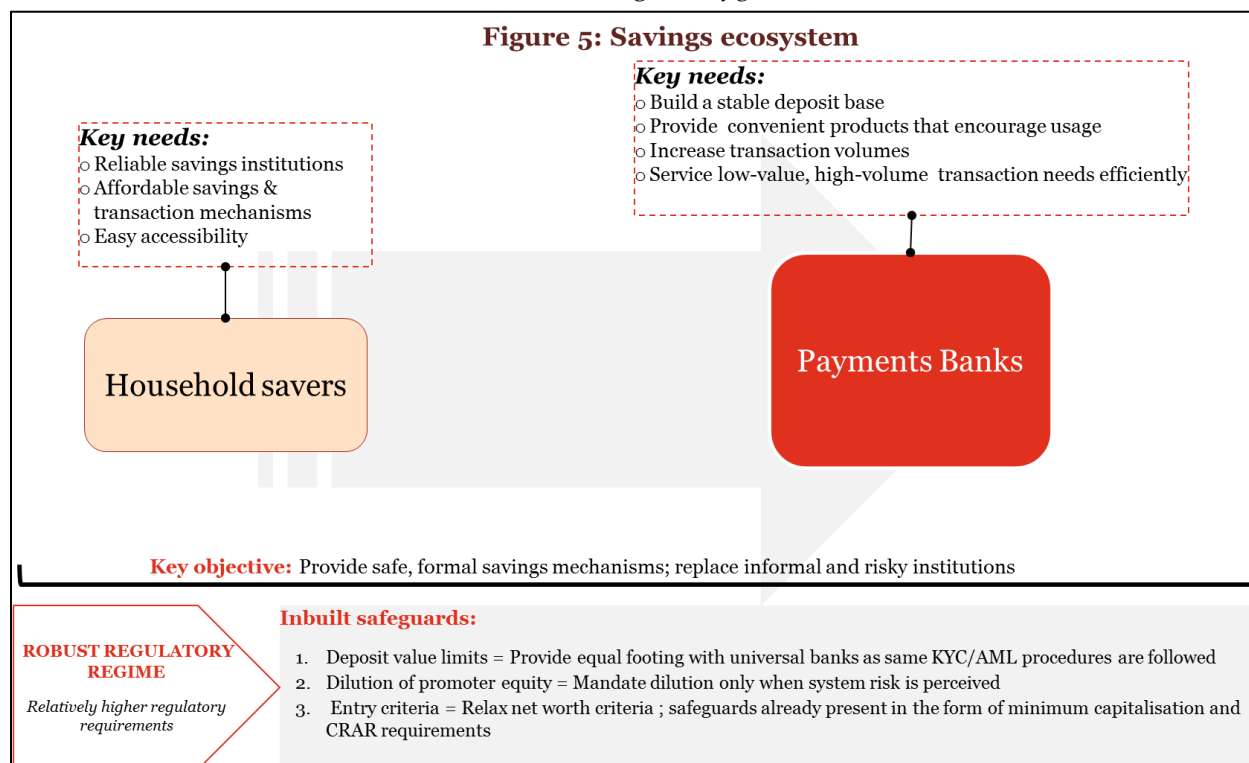 Figure 5: Savings ecosystem
Key needs:
○ Reliable savings institutions
○ Affordable savings &
transaction mechanisms
○ Easy accessibility
Key needs:
○ Build a stable deposit base
○ Provide convenient products that encourage usage
○ Increase transaction volumes
○ Service low-value, high-volume transaction needs efficiently
Household savers
Payments Banks
Key objective: Provide safe, formal savings mechanisms; replace informal and risky institutions
ROBUST REGULATORY
REGIME
Relatively higher regulatory
requirements
Inbuilt safeguards:
1. Deposit value limits = Provide equal footing with universal banks as same KYC/AML procedures are followed
2. Dilution of promoter equity = Mandate dilution only when system risk is perceived
3. Entry criteria = Relax net worth criteria ; safeguards already present in the form of minimum capitalisation and
CRAR requirements